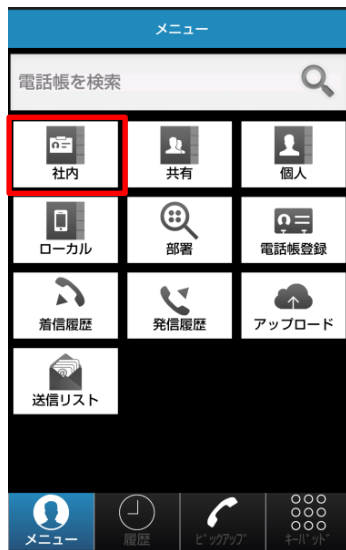 メニュー
電話帳を検索
社内
共有
個人
ローカル
部署
電話帳登録
着信履歴
発信履歴
アップロード
送信リスト
メニュー
履歴
ﾋﾟｯｸｱｯﾌﾟ
ｷｰﾊﾟｯﾄﾞ